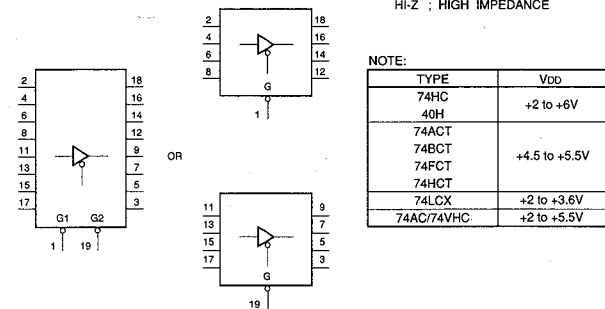 HI-Z ; HIGH IMPEDANCE
2 18
4 16
6 14
8 12
G
1
2 18
4 16
6 14
8 12
11 9
13 7
15 5
17 3
G1 G2
1 19
OR
11 9
13 7
15 5
17 3
G
19
NOTE:
TYPE VDD
74HC +2 to +6V
40H
74ACT +4.5 to +5.5V
74BCT
74FCT
74HCT
74LCX +2 to +3.6V
74AC/74VHC +2 to +5.5V